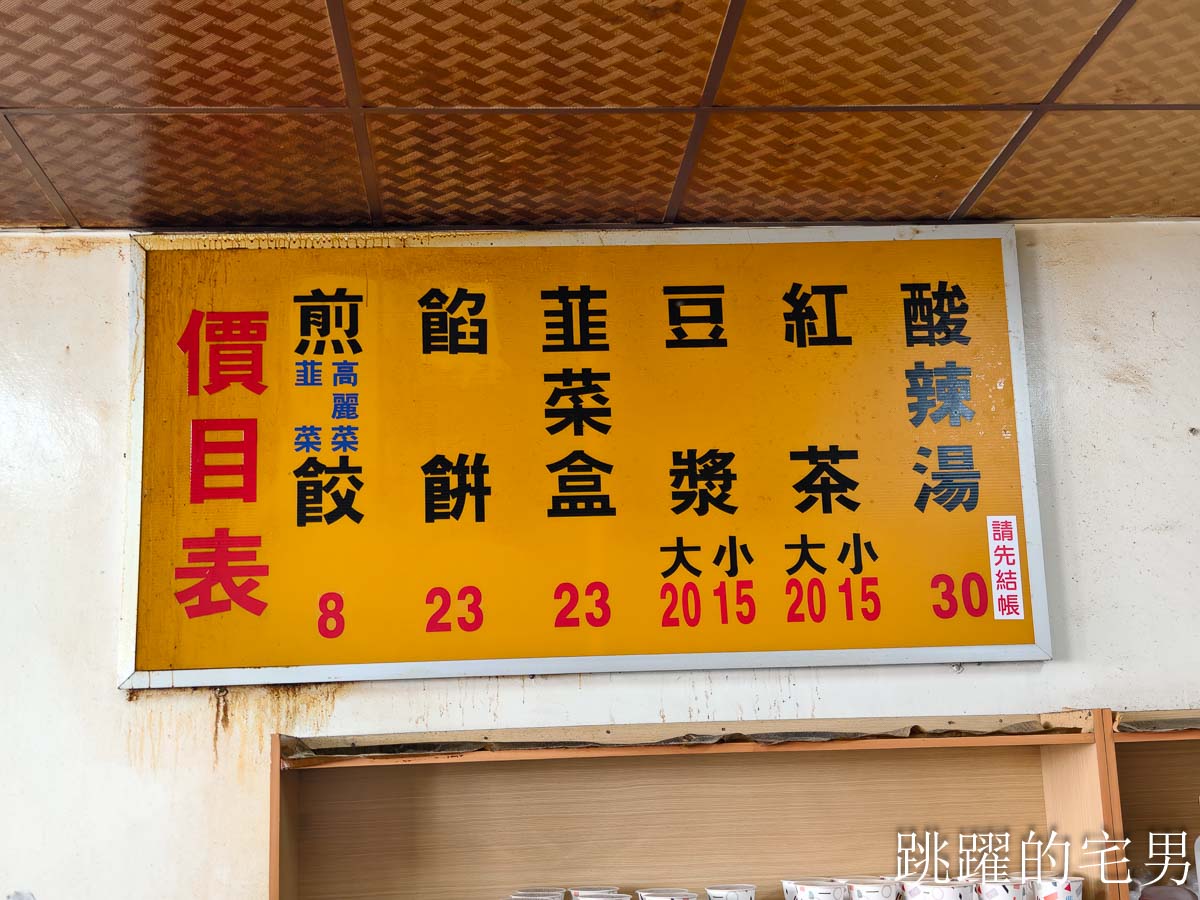 價目表
煎餃
高麗菜
韮菜
8
餡餅
23
韮菜盒
23
豆漿
大 小
20 15
紅茶
大 小
20 15
酸辣湯
30
請先結帳
跳躍的宅男